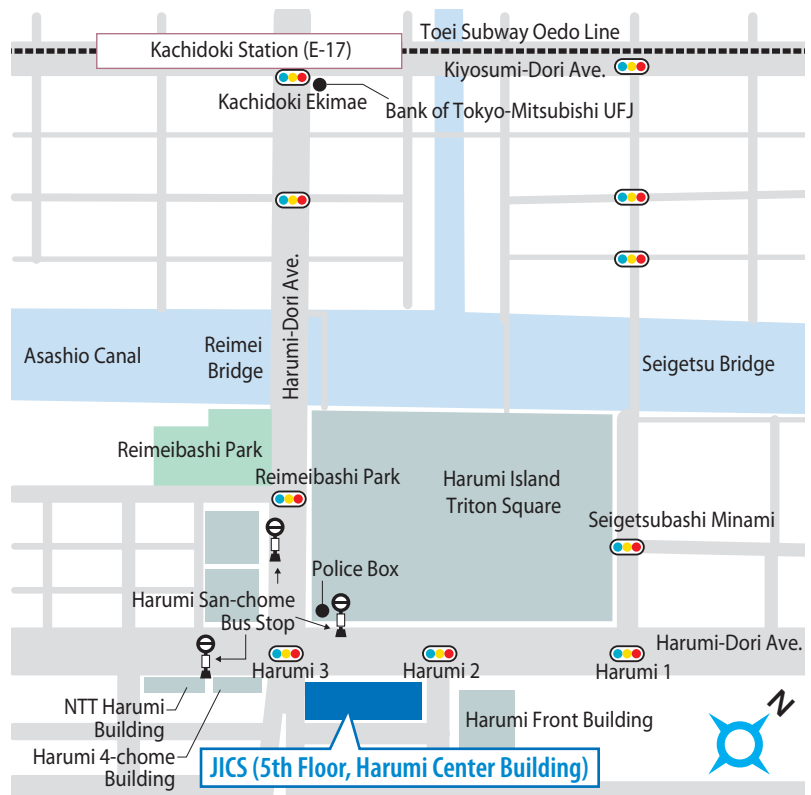 Toei Subway Oedo Line
Kachidoki Station (E-17)
Kiyosumi-Dori Ave.
Kachidoki Ekimae
Bank of Tokyo-Mitsubishi UFJ
Harumi-Dori Ave.
Asashio Canal
Reimei
Bridge
Seigetsu Bridge
Reimeibashi Park
Reimeibashi Park
Harumi Island
Triton Square
Seigetsubashi Minami
Police Box
Harumi San-chome
Bus Stop
Harumi-Dori Ave.
Harumi 3
Harumi 2
Harumi 1
NTT Harumi
Building
Harumi 4-chome
Building
Harumi Front Building
N
JICS (5th Floor, Harumi Center Building)